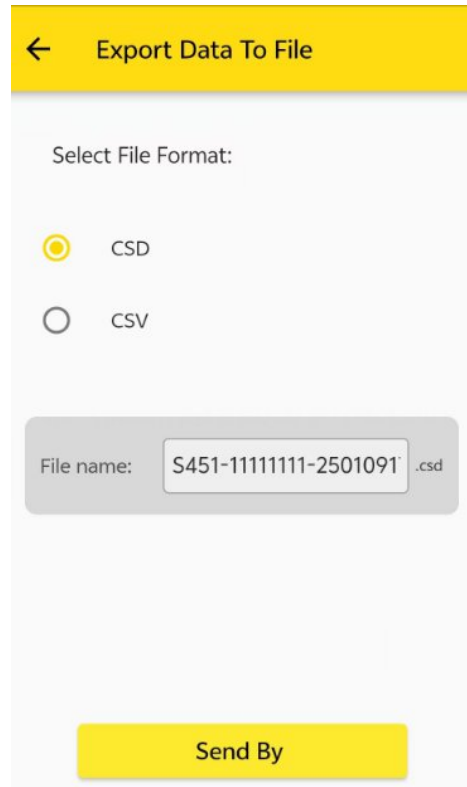 Export Data To File
Select File Format:
CSD
CSV
File name: S451-11111111-2501091 .csd
Send By